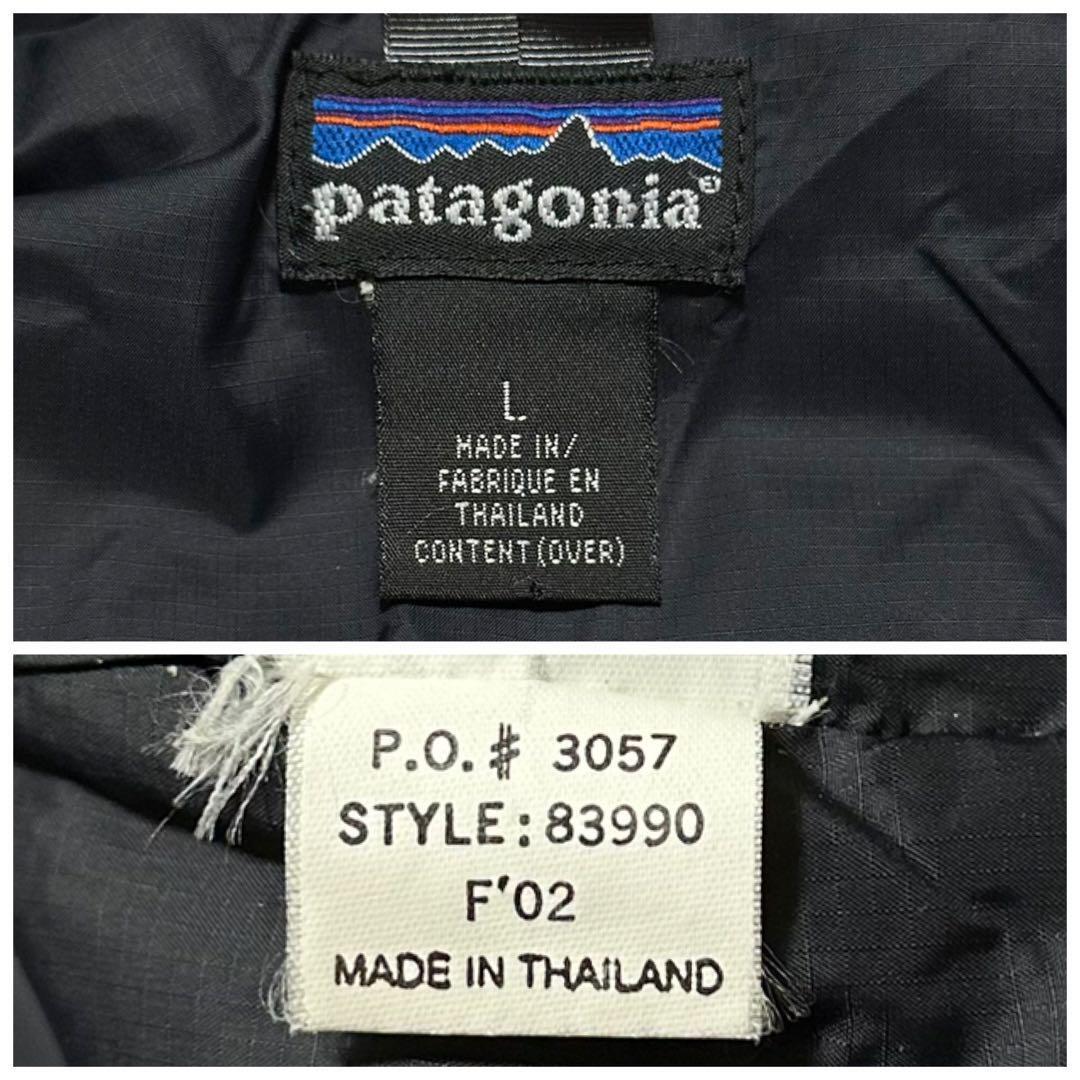 patagonia®
L
MADE IN/
FABRIQUE EN
THAILAND
CONTENT(OVER)
P.O.# 3057
STYLE:83990
F'02
MADE IN THAILAND